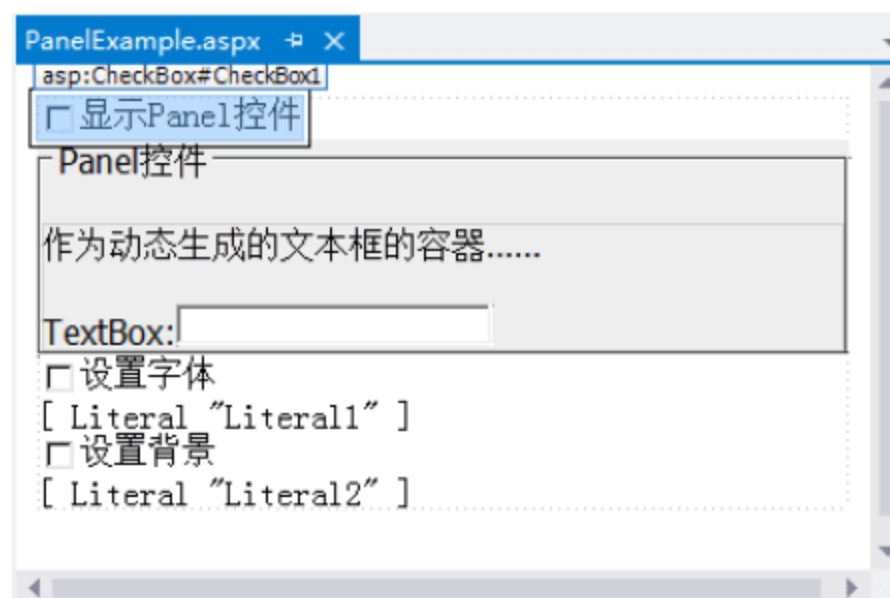 PanelExample.aspx
asp:CheckBox#CheckBox1
显示Panel控件
Panel控件
作为动态生成的文本框的容器......
TextBox:
设置字体
[ Literal "Literal1" ]
设置背景
[ Literal "Literal2" ]